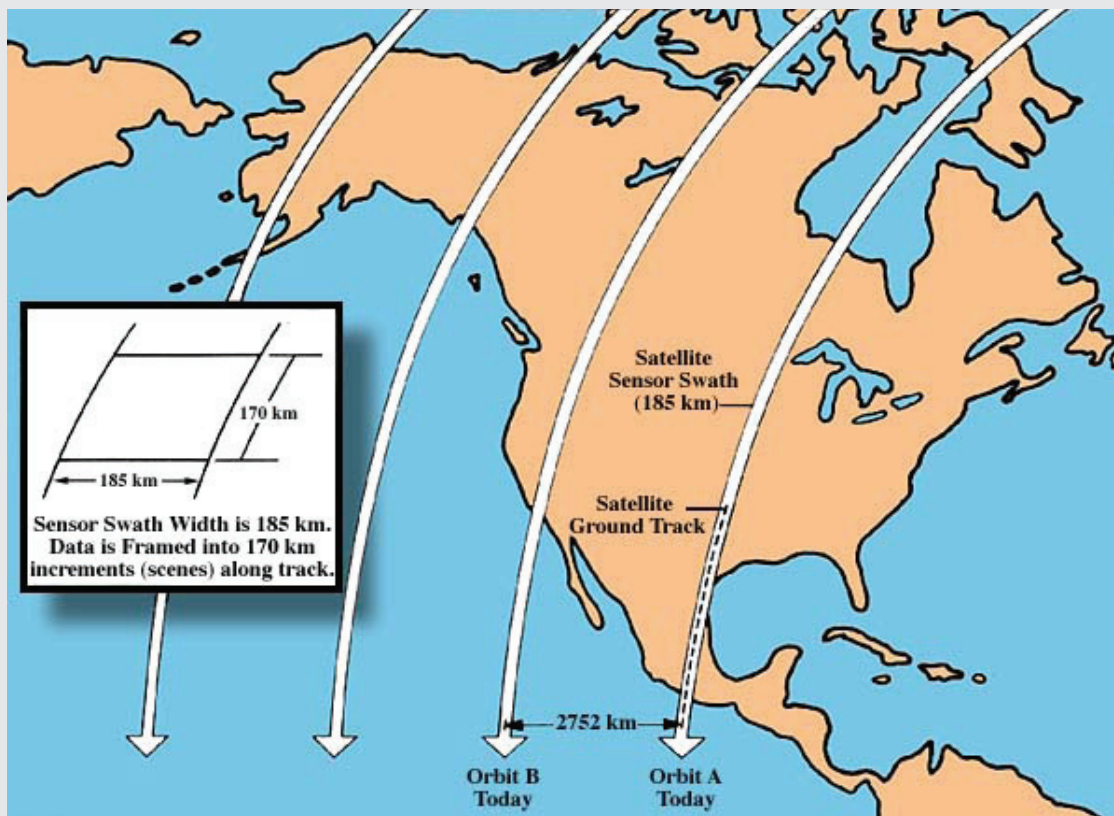 Satellite
Sensor Swath
(185 km)
170 km
185 km
Sensor Swath Width is 185 km.
Data is Framed into 170 km
increments (scenes) along track.
Satellite
Ground Track
2752 km
Orbit B
Today
Orbit A
Today